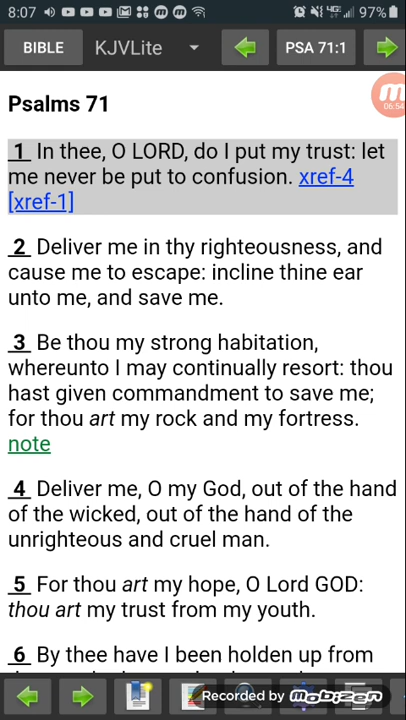 8:07 97%
BIBLE KJVLite PSA 71:1
Psalms 71
06:54
1 In thee, O LORD, do I put my trust: let
me never be put to confusion. xref-4
[xref-1]
2 Deliver me in thy righteousness, and
cause me to escape: incline thine ear
unto me, and save me.
3 Be thou my strong habitation,
whereunto I may continually resort: thou
hast given commandment to save me;
for thou art my rock and my fortress.
note
4 Deliver me, O my God, out of the hand
of the wicked, out of the hand of the
unrighteous and cruel man.
5 For thou art my hope, O Lord GOD:
thou art my trust from my youth.
6 By thee have I been holden up from
Recorded by mobizen